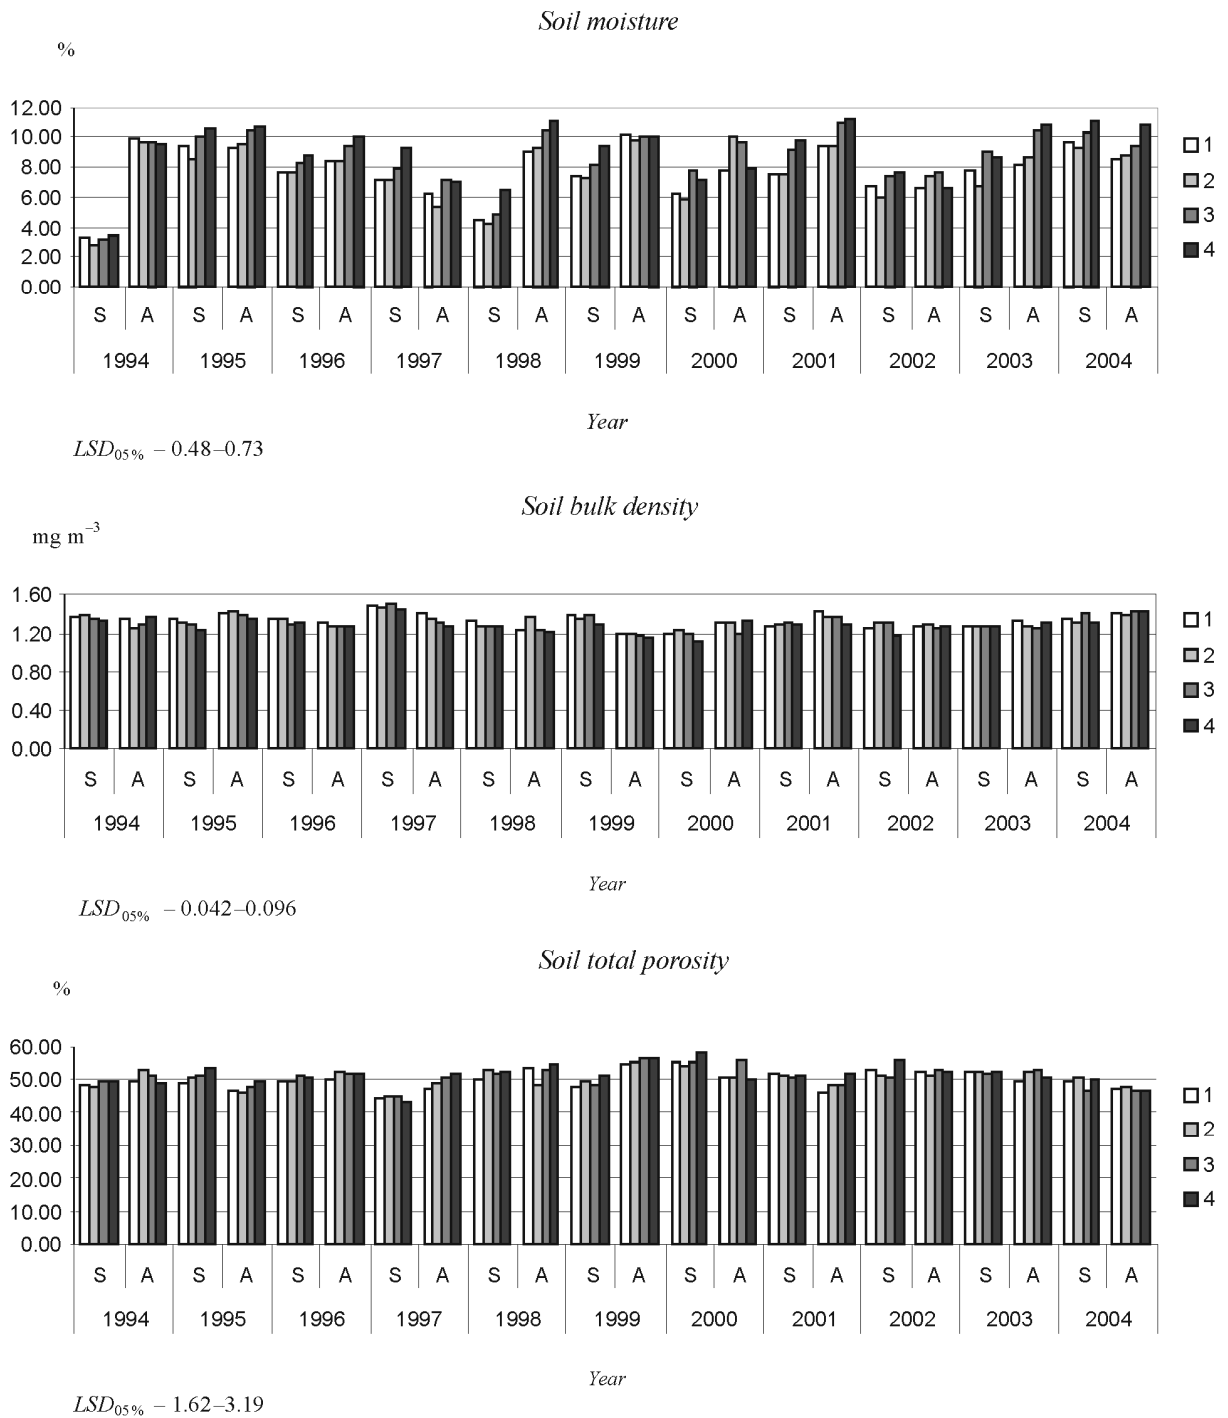 Soil moisture
%
12.00
10.00
8.00
6.00
4.00
2.00
0.00
1
2
3
4
S A S A S A S A S A S A S A S A S A S A S A
1994 1995 1996 1997 1998 1999 2000 2001 2002 2003 2004
Year
LSD05% – 0.48–0.73
Soil bulk density
mg m–3
1.60
1.20
0.80
0.40
0.00
1
2
3
4
S A S A S A S A S A S A S A S A S A S A S A
1994 1995 1996 1997 1998 1999 2000 2001 2002 2003 2004
Year
LSD05% – 0.042–0.096
Soil total porosity
%
60.00
50.00
40.00
30.00
20.00
10.00
0.00
1
2
3
4
S A S A S A S A S A S A S A S A S A S A S A
1994 1995 1996 1997 1998 1999 2000 2001 2002 2003 2004
Year
LSD05% – 1.62–3.19